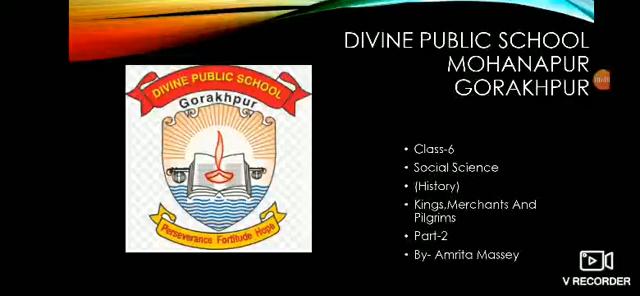 DIVINE PUBLIC SCHOOL
MOHANAPUR
GORAKHPUR
DIVINE PUBLIC SCHOOL
Gorakhpur
Perseverance Fortitude Hope
• Class-6
• Social Science
• (History)
• Kings,Merchants And
Pilgrims
• Part-2
• By- Amrita Massey
V RECORDER